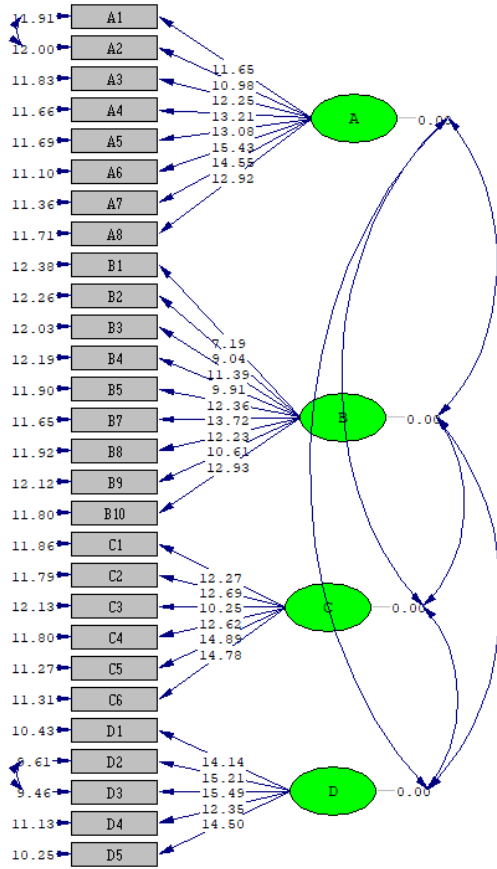 11.91 A1
12.00 A2
11.83 A3
11.66 A4
11.69 A5
11.10 A6
11.36 A7
11.71 A8
12.38 B1
12.26 B2
12.03 B3
12.19 B4
11.90 B5
11.65 B7
11.92 B8
12.12 B9
11.80 B10
11.86 C1
11.79 C2
12.13 C3
11.80 C4
11.27 C5
11.31 C6
10.43 D1
9.61 D2
9.46 D3
11.13 D4
10.25 D5
11.65
10.98
12.25
13.21
13.08
15.43
14.55
12.92
7.19
9.04
11.39
9.91
12.36
13.72
12.23
10.61
12.93
12.27
12.69
10.25
12.62
14.89
14.78
14.14
15.21
15.49
12.35
14.50
A 0.00
B 0.00
C 0.00
D 0.00